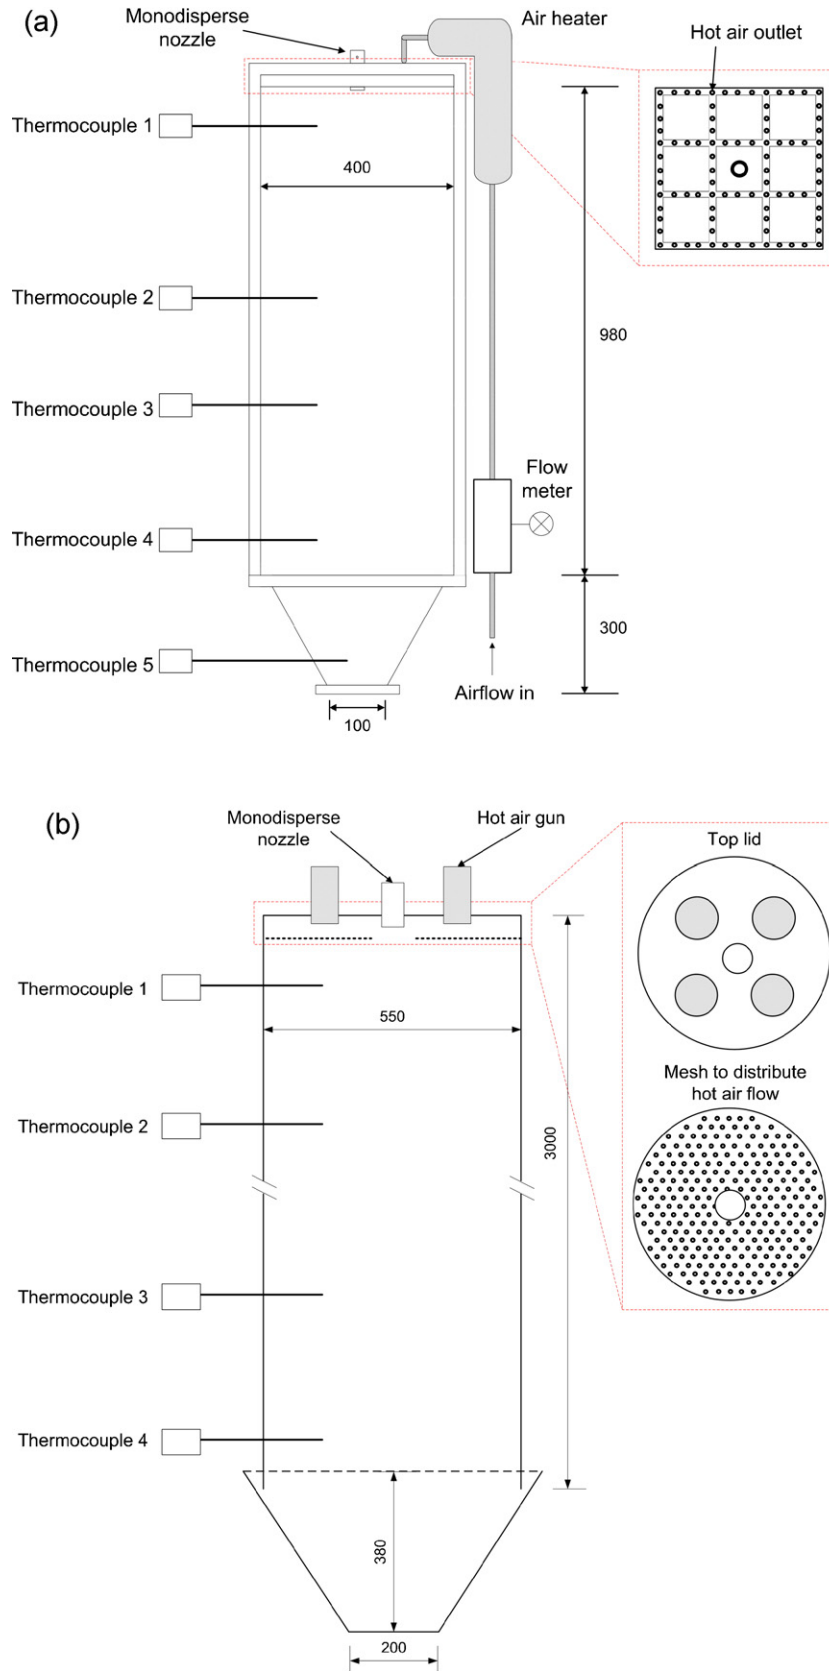 (a)
Monodisperse
nozzle
Air heater
Hot air outlet
Thermocouple 1
400
Thermocouple 2
980
Thermocouple 3
Flow
meter
Thermocouple 4
300
Thermocouple 5
Airflow in
100
(b)
Monodisperse
nozzle
Hot air gun
Top lid
Thermocouple 1
550
Mesh to distribute
hot air flow
Thermocouple 2
3000
Thermocouple 3
Thermocouple 4
380
200